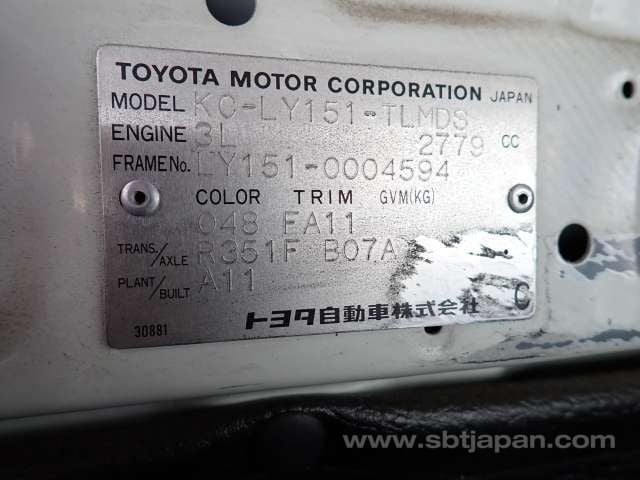 TOYOTA MOTOR CORPORATION JAPAN
MODEL KC-LY151-TLMDS
ENGINE 3L 2779 CC
FRAME No. LY151-0004594
COLOR TRIM GVM(KG)
048 FA11
TRANS./AXLE R351F B07A
PLANT/BUILT A11
C
30881 トヨタ自動車株式会社
www.sbtjapan.com